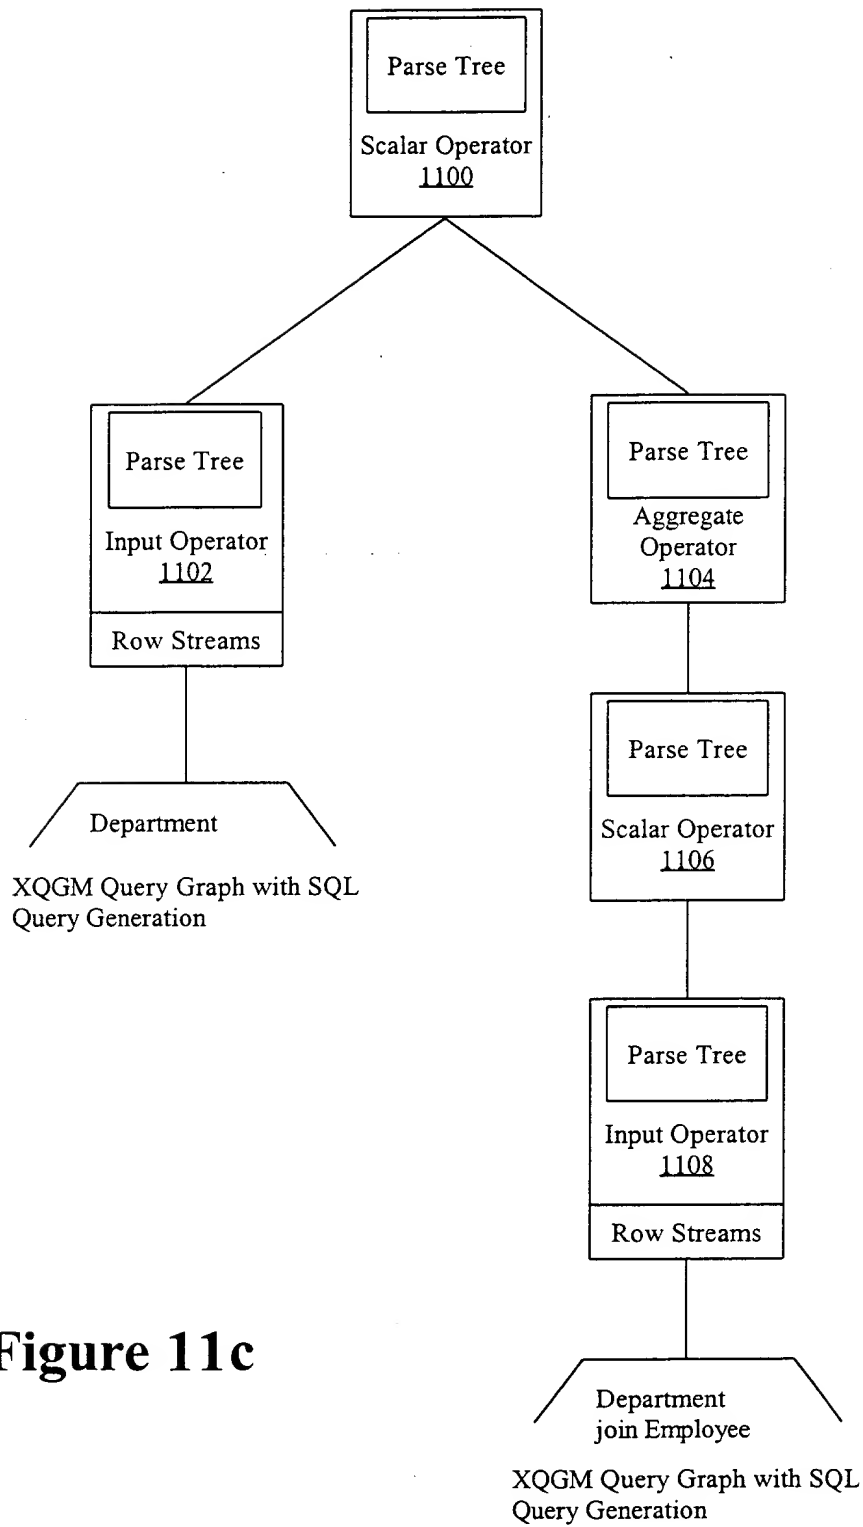 Parse Tree
Scalar Operator
1100
Parse Tree
Input Operator
1102
Row Streams
Department
XQGM Query Graph with SQL
Query Generation
Parse Tree
Aggregate
Operator
1104
Parse Tree
Scalar Operator
1106
Parse Tree
Input Operator
1108
Row Streams
Department
join Employee
XQGM Query Graph with SQL
Query Generation
Figure 11c